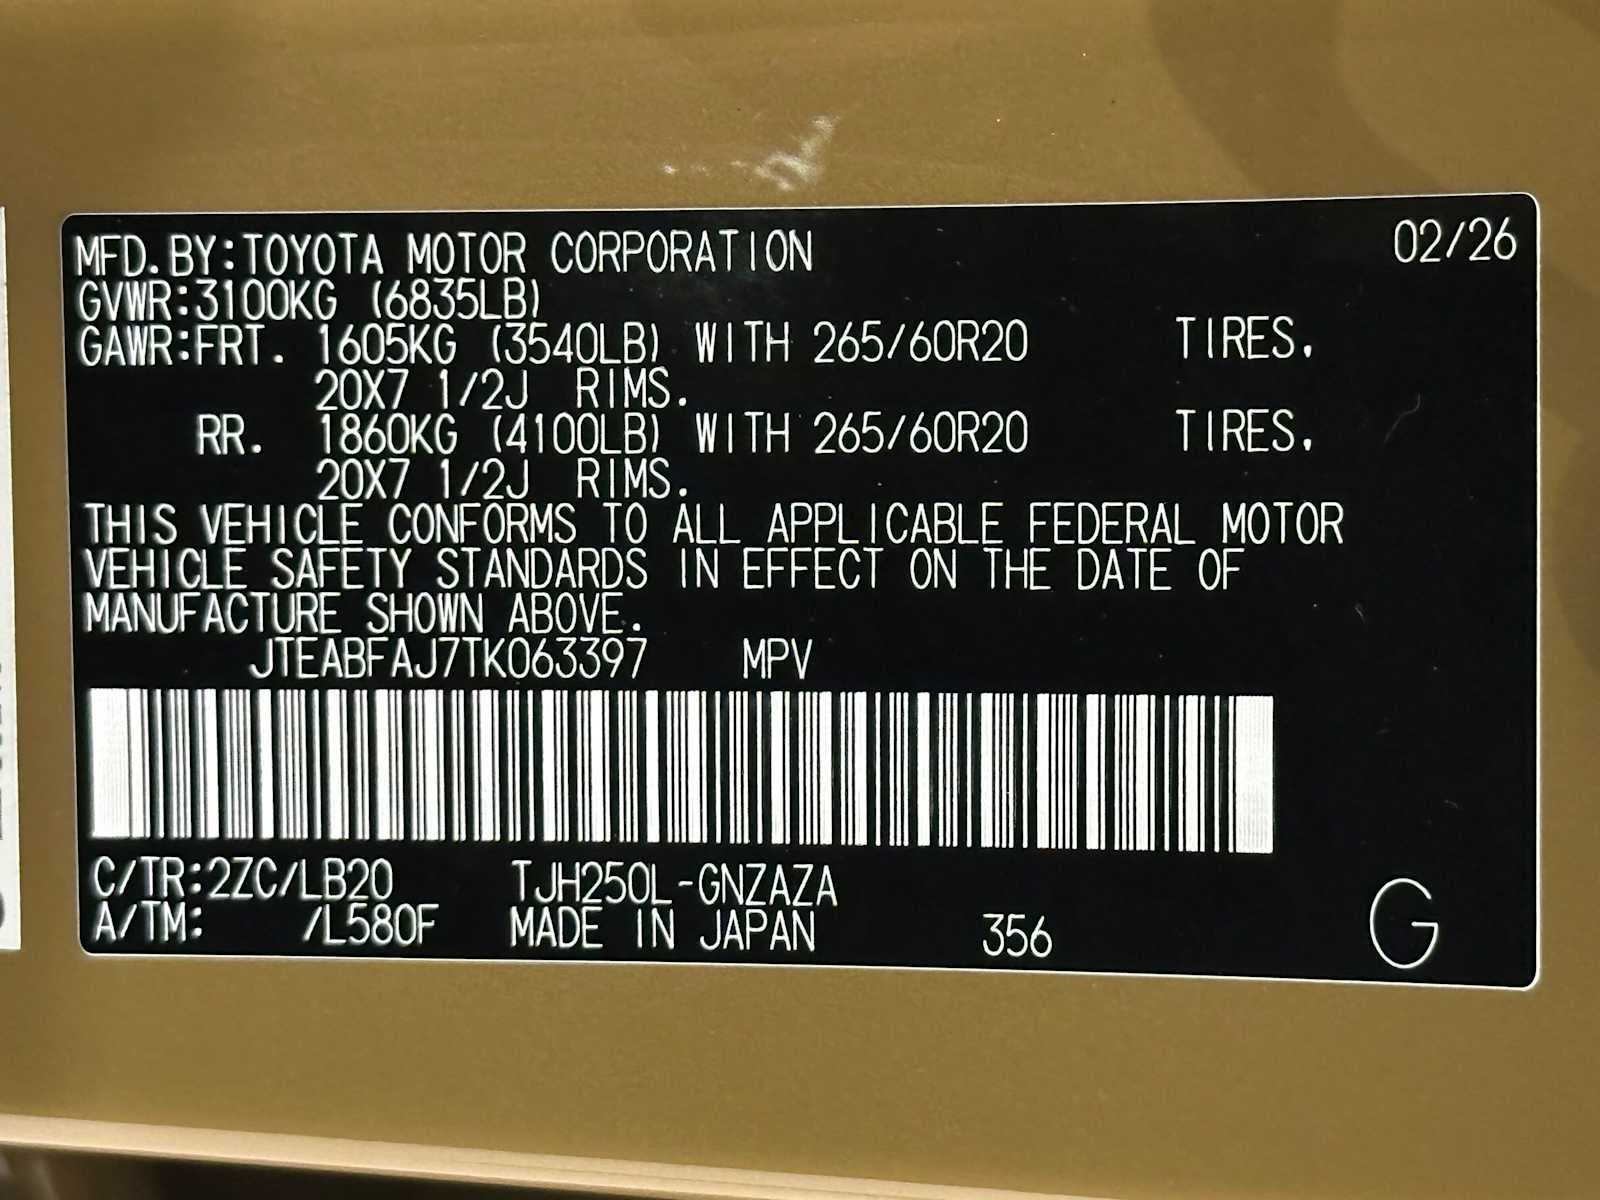 MFD.BY:TOYOTA MOTOR CORPORATION 02/26
GVWR:3100KG (6835LB)
GAWR:FRT. 1605KG (3540LB) WITH 265/60R20 TIRES.
20X7 1/2J RIMS.
RR. 1860KG (4100LB) WITH 265/60R20 TIRES.
20X7 1/2J RIMS.
THIS VEHICLE CONFORMS TO ALL APPLICABLE FEDERAL MOTOR
VEHICLE SAFETY STANDARDS IN EFFECT ON THE DATE OF
MANUFACTURE SHOWN ABOVE.
JTEABFAJ7TK063397 MPV
C/TR:2ZC/LB20 TJH250L-GNZAZA
A/TM: /L580F MADE IN JAPAN 356 G